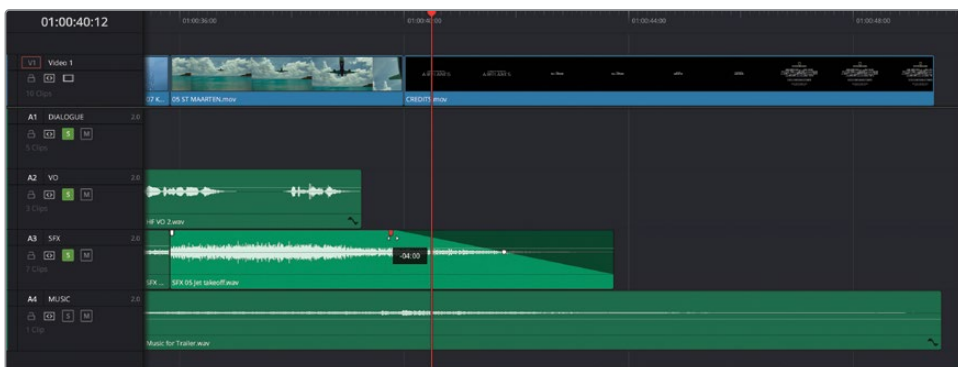 01:00:40:12
01:00:36:00
01:00:40:00
01:00:44:00
01:00:48:00
V1 Video 1
10 Clips
07 K...
05 ST MAARTEN.mov
CREDITS.mov
A1 DIALOGUE 2.0
S M
5 Clips
A2 VO 2.0
S M
3 Clips
HF VO 2.wav
A3 SFX 2.0
S M
7 Clips
-04:00
SFX ...
SFX 05 Jet takeoff.wav
A4 MUSIC 2.0
S M
1 Clip
Music for Trailer.wav